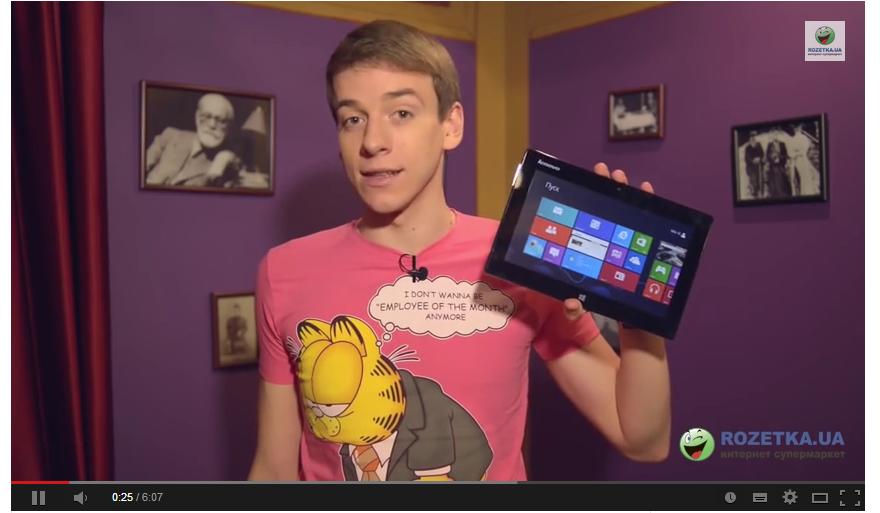 ROZETKA.UA
интернет супермаркет
Lenovo
Пуск
I DON'T WANNA BE
"EMPLOYEE OF THE MONTH"
ANYMORE
ROZETKA.UA
интернет супермаркет
0:25 / 6:07